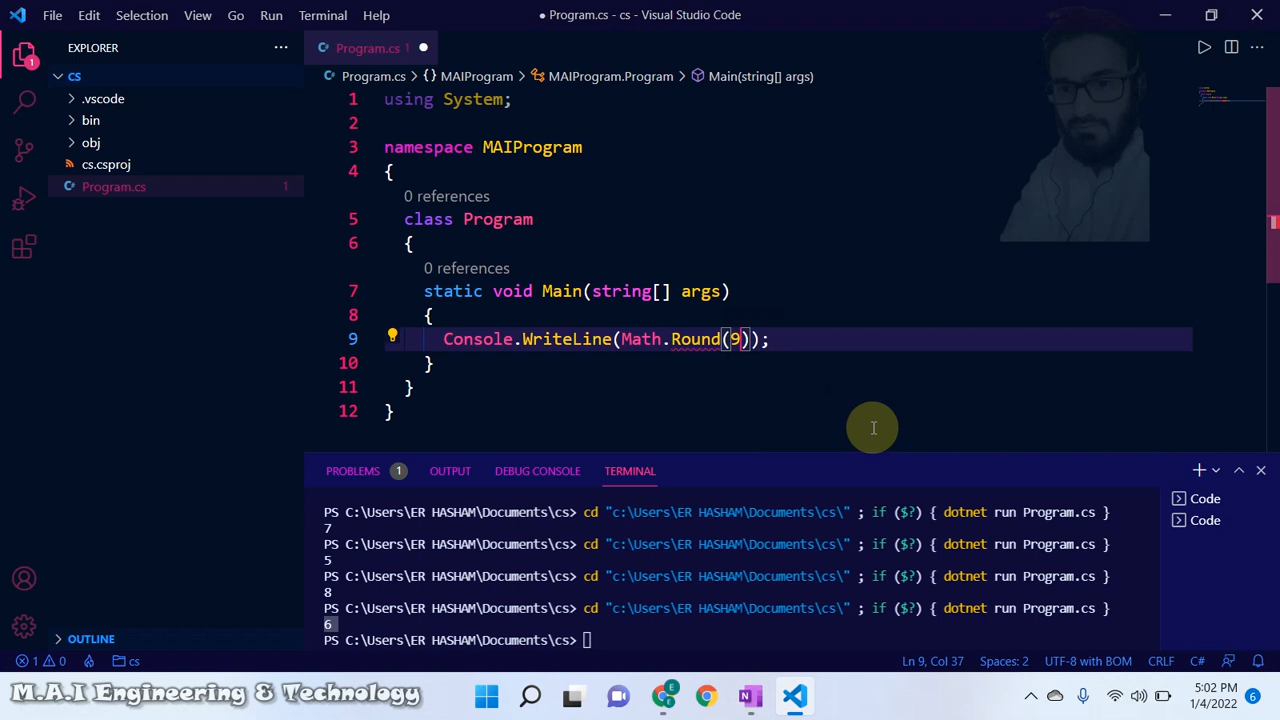 File Edit Selection View Go Run Terminal Help
● Program.cs - cs - Visual Studio Code
EXPLORER
CS
.vscode
bin
obj
cs.csproj
Program.cs 1
OUTLINE
1
Program.cs 1
Program.cs > MAIProgram > MAIProgram.Program > Main(string[] args)
1 using System;
2
3 namespace MAIProgram
4 {
0 references
5 class Program
6 {
0 references
7 static void Main(string[] args)
8 {
9 Console.WriteLine(Math.Round(9));
10 }
11 }
12 }
PROBLEMS 1 OUTPUT DEBUG CONSOLE TERMINAL
PS C:\Users\ER HASHAM\Documents\cs> cd "c:\Users\ER HASHAM\Documents\cs\" ; if ($?) { dotnet run Program.cs }
7
PS C:\Users\ER HASHAM\Documents\cs> cd "c:\Users\ER HASHAM\Documents\cs\" ; if ($?) { dotnet run Program.cs }
5
PS C:\Users\ER HASHAM\Documents\cs> cd "c:\Users\ER HASHAM\Documents\cs\" ; if ($?) { dotnet run Program.cs }
8
PS C:\Users\ER HASHAM\Documents\cs> cd "c:\Users\ER HASHAM\Documents\cs\" ; if ($?) { dotnet run Program.cs }
6
PS C:\Users\ER HASHAM\Documents\cs>
Code
Code
1 0 cs Ln 9, Col 37 Spaces: 2 UTF-8 with BOM CRLF C#
M.A.I Engineering & Technology
E
E
N
5:02 PM
1/4/2022
6